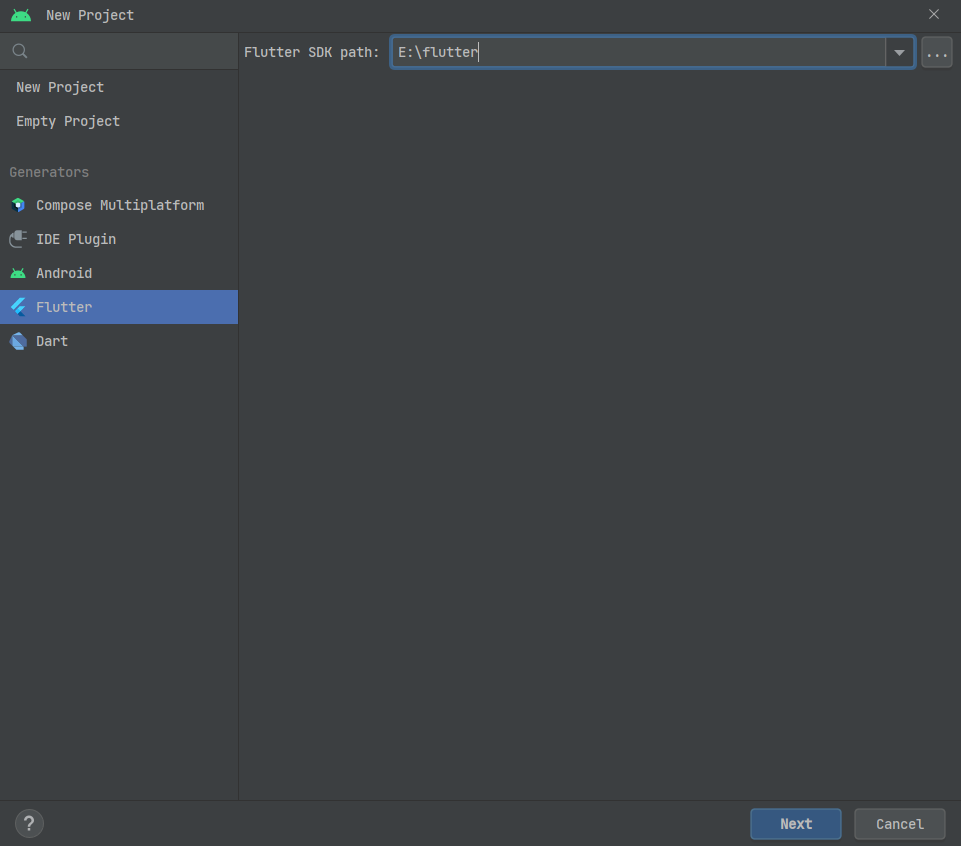 New Project
Flutter SDK path: E:\flutter
...
New Project
Empty Project
Generators
Compose Multiplatform
IDE Plugin
Android
Flutter
Dart
?
Next
Cancel